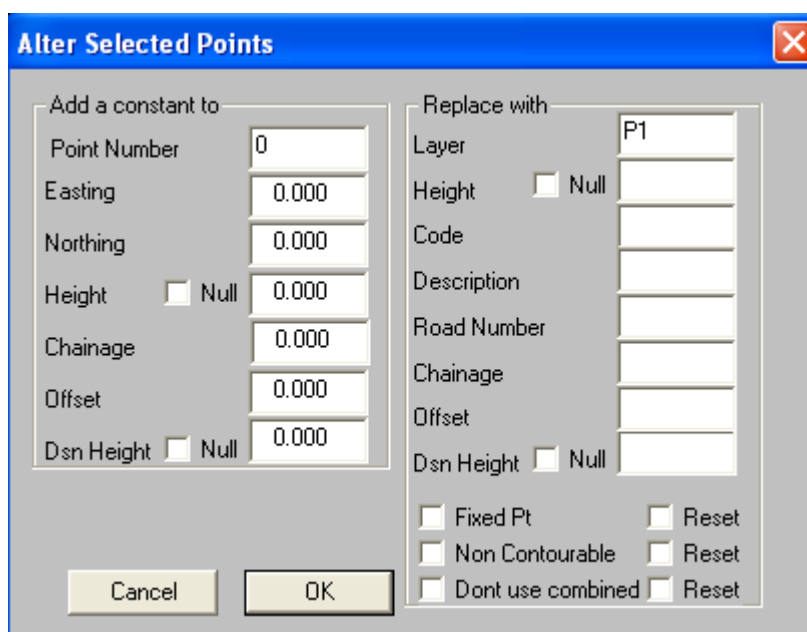 Alter Selected Points
Add a constant to
Point Number 0
Easting 0.000
Northing 0.000
Height Null 0.000
Chainage 0.000
Offset 0.000
Dsn Height Null 0.000
Replace with
Layer P1
Height Null
Code
Description
Road Number
Chainage
Offset
Dsn Height Null
Fixed Pt Reset
Non Contourable Reset
Dont use combined Reset
Cancel OK